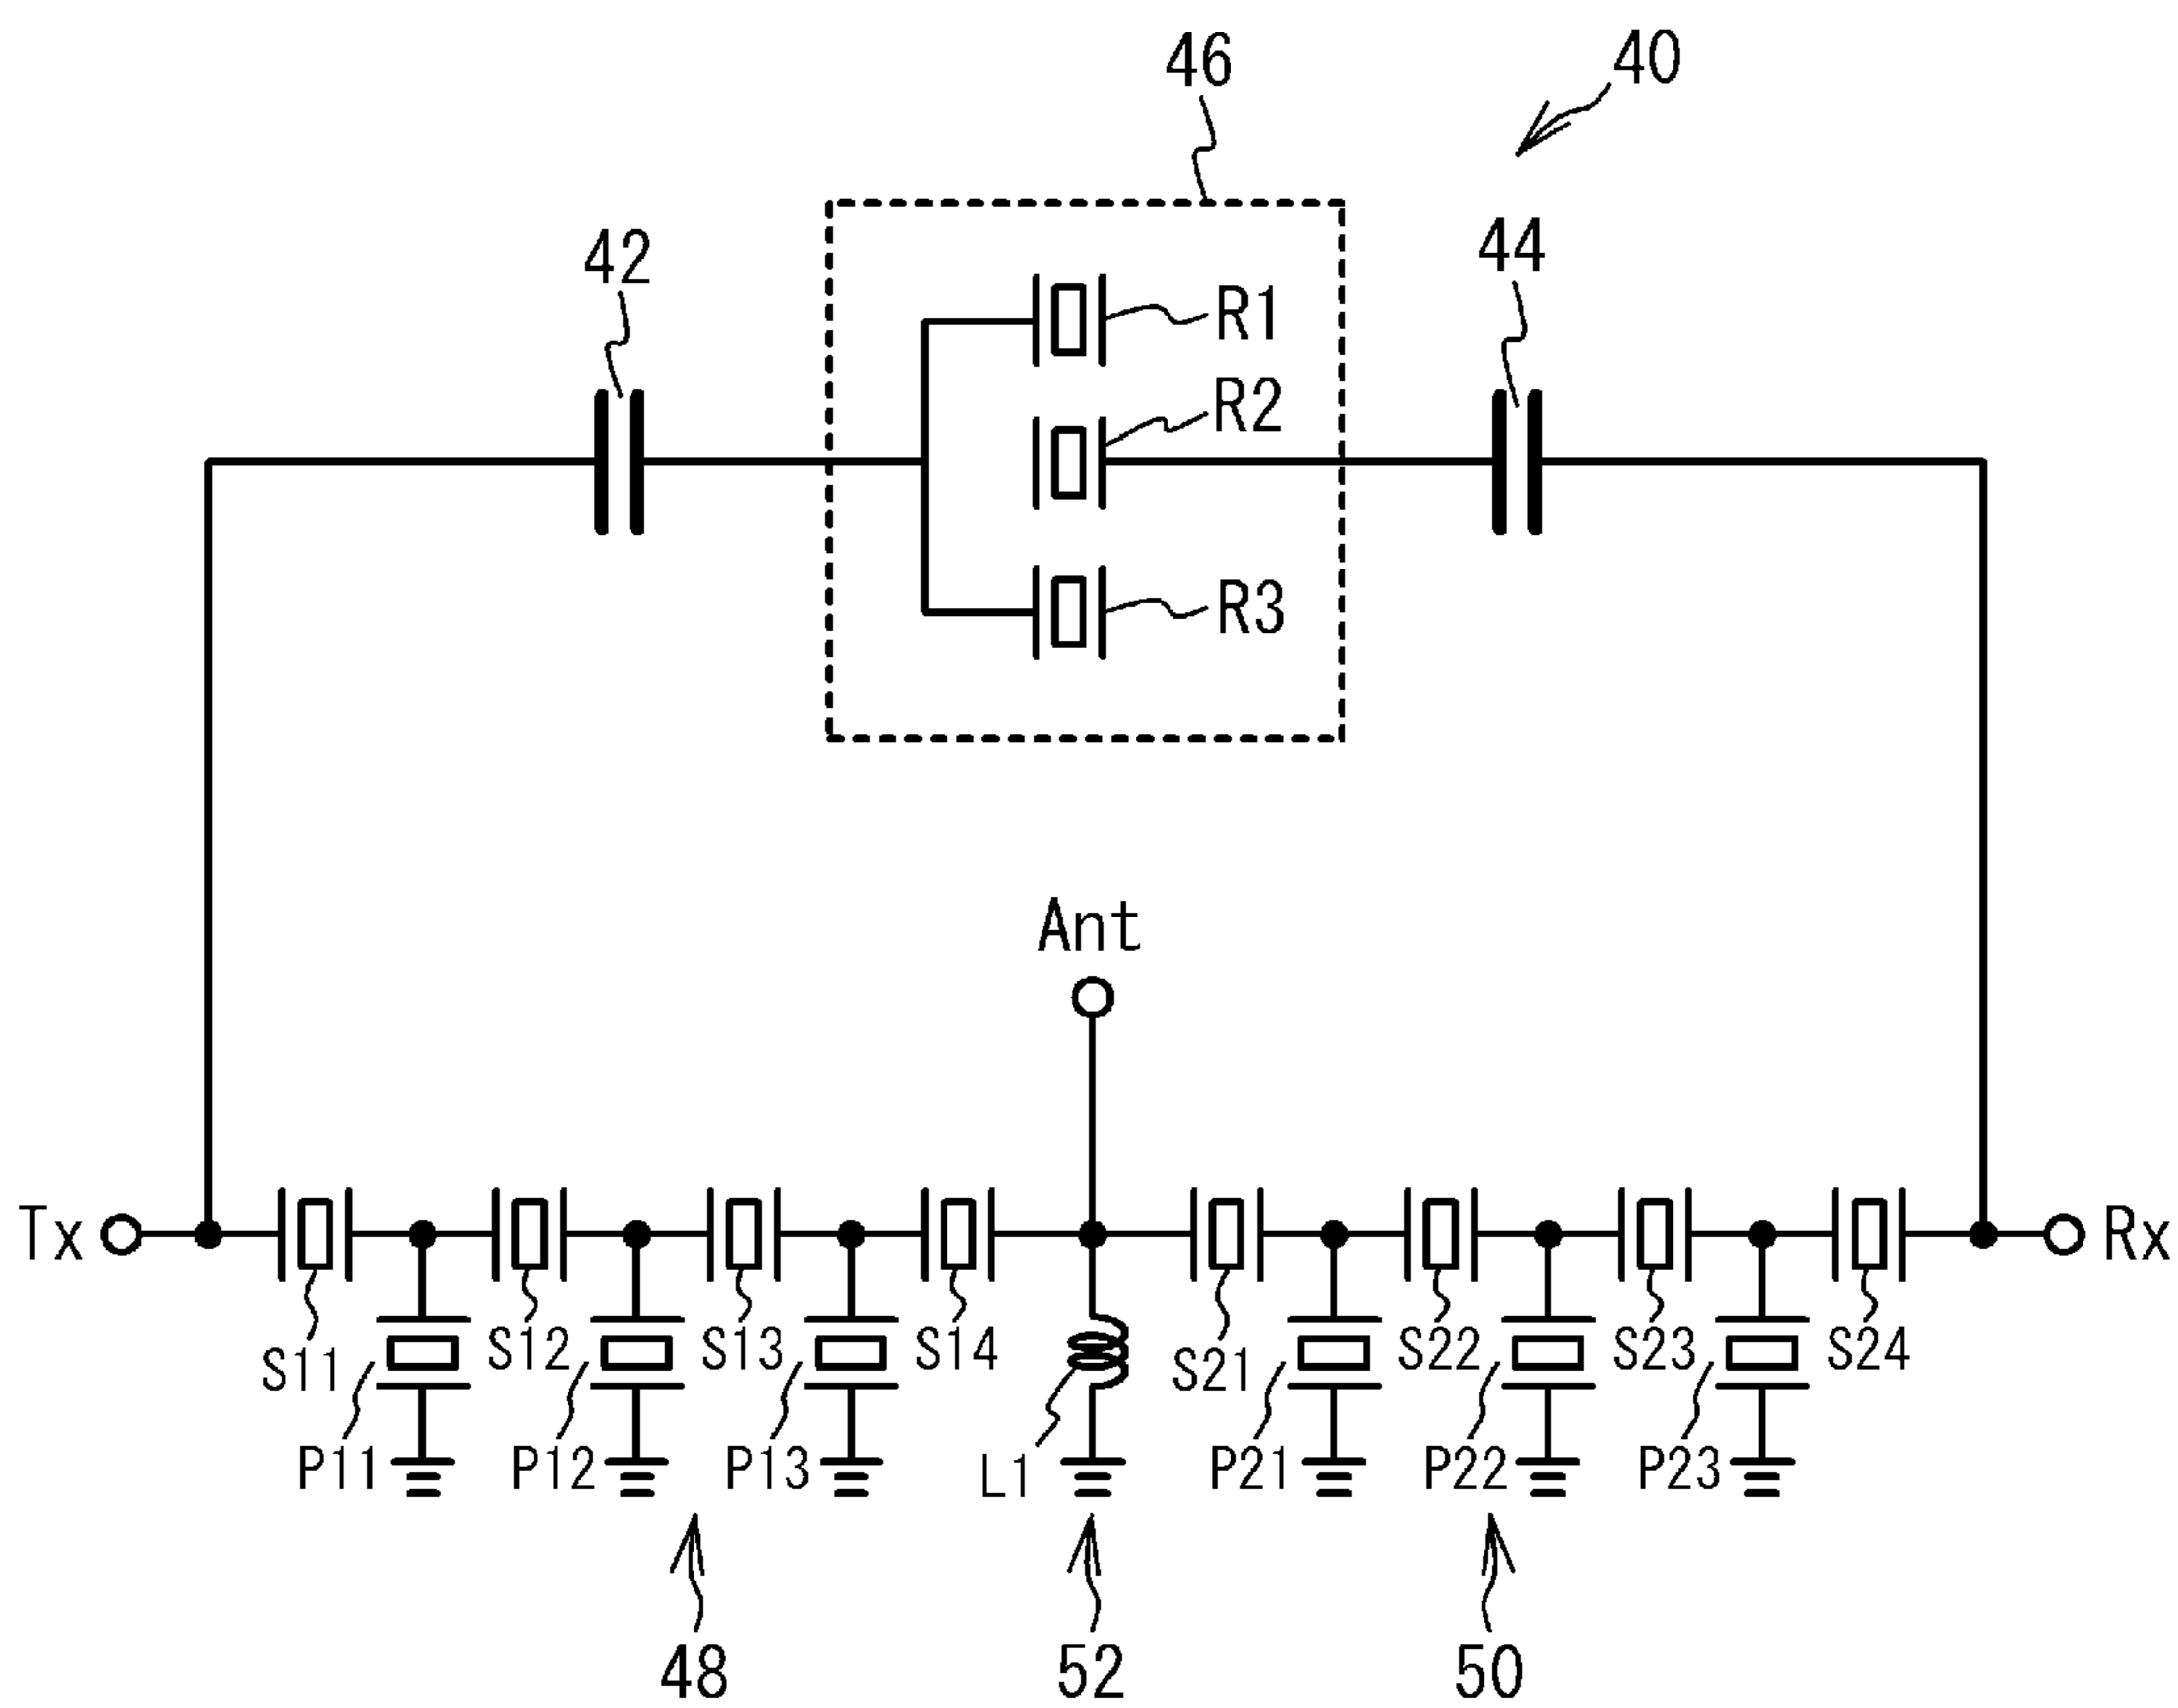 40
46
42
44
R1
R2
R3
Ant
Tx
Rx
S11
S12
S13
S14
S21
S22
S23
S24
P11
P12
P13
L1
P21
P22
P23
48
52
50